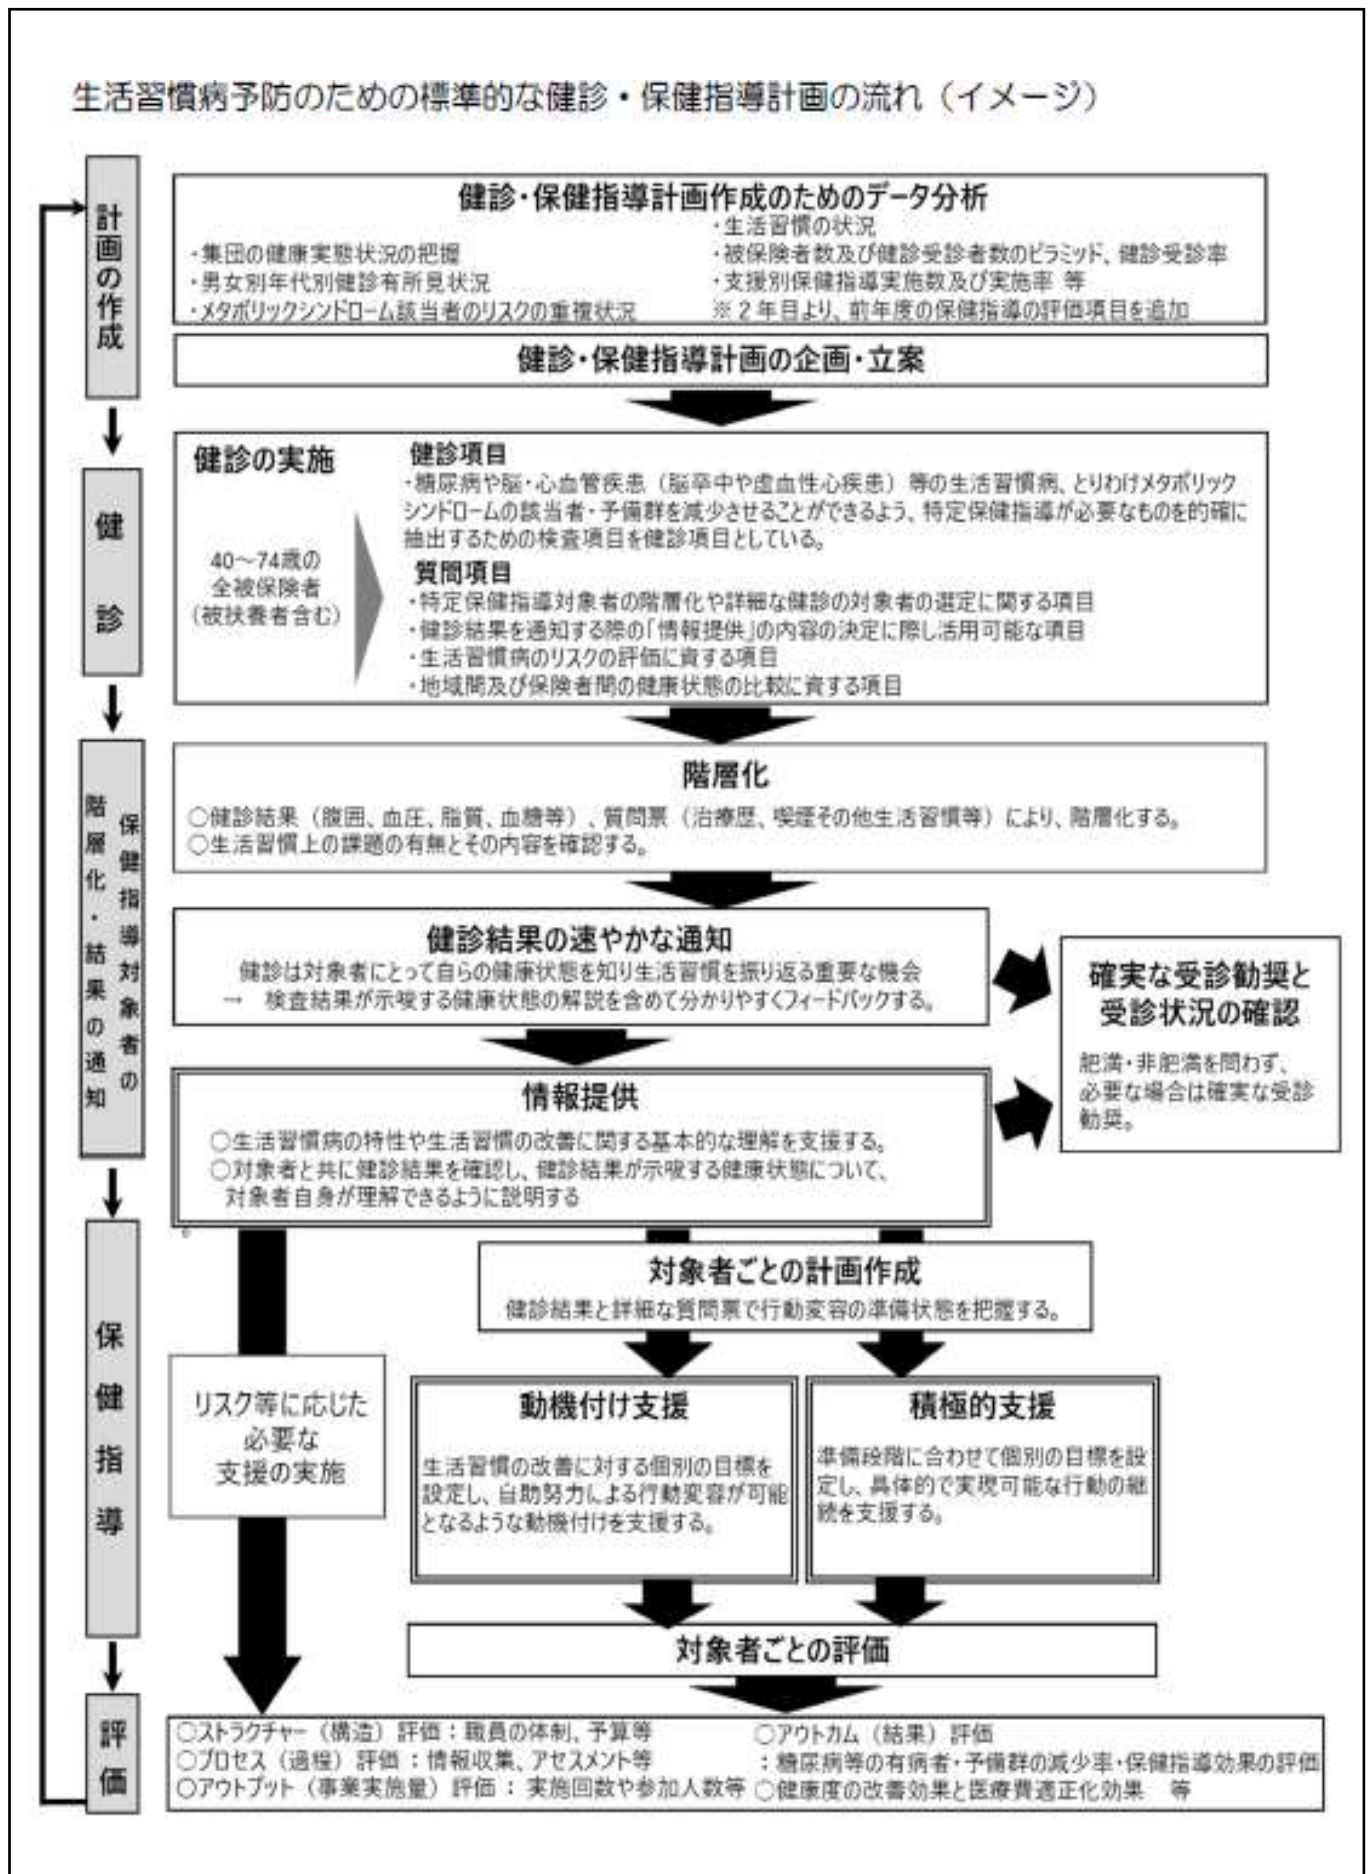 生活習慣病予防のための標準的な健診・保健指導計画の流れ（イメージ）
計画の作成
健診・保健指導計画作成のためのデータ分析
・集団の健康実態状況の把握
・男女別年代別健診有所見状況
・メタボリックシンドローム該当者のリスクの重複状況
・生活習慣の状況
・被保険者数及び健診受診者数のピラミッド、健診受診率
・支援別保健指導実施数及び実施率 等
※２年目より、前年度の保健指導の評価項目を追加
健診・保健指導計画の企画・立案
健診
健診の実施
40～74歳の
全被保険者
（被扶養者含む）
健診項目
・糖尿病や脳・心血管疾患（脳卒中や虚血性心疾患）等の生活習慣病、とりわけメタボリック
シンドロームの該当者・予備群を減少させることができるよう、特定保健指導が必要なものを的確に
抽出するための検査項目を健診項目としている。
質問項目
・特定保健指導対象者の階層化や詳細な健診の対象者の選定に関する項目
・健診結果を通知する際の「情報提供」の内容の決定に際し活用可能な項目
・生活習慣病のリスクの評価に資する項目
・地域間及び保険者間の健康状態の比較に資する項目
保健指導対象者の
階層化・結果の通知
階層化
○健診結果（腹囲、血圧、脂質、血糖等）、質問票（治療歴、喫煙その他生活習慣等）により、階層化する。
○生活習慣上の課題の有無とその内容を確認する。
健診結果の速やかな通知
健診は対象者にとって自らの健康状態を知り生活習慣を振り返る重要な機会
→ 検査結果が示唆する健康状態の解説を含めて分かりやすくフィードバックする。
確実な受診勧奨と
受診状況の確認
肥満・非肥満を問わず、
必要な場合は確実な受診
勧奨。
情報提供
○生活習慣病の特性や生活習慣の改善に関する基本的な理解を支援する。
○対象者と共に健診結果を確認し、健診結果が示唆する健康状態について、
対象者自身が理解できるように説明する
保健指導
対象者ごとの計画作成
健診結果と詳細な質問票で行動変容の準備状態を把握する。
リスク等に応じた
必要な
支援の実施
動機付け支援
生活習慣の改善に対する個別の目標を
設定し、自助努力による行動変容が可能
となるような動機付けを支援する。
積極的支援
準備段階に合わせて個別の目標を設
定し、具体的で実現可能な行動の継
続を支援する。
対象者ごとの評価
評価
○ストラクチャー（構造）評価：職員の体制、予算等
○プロセス（過程）評価：情報収集、アセスメント等
○アウトプット（事業実施量）評価： 実施回数や参加人数等
○アウトカム（結果）評価
：糖尿病等の有病者・予備群の減少率・保健指導効果の評価
○健康度の改善効果と医療費適正化効果 等